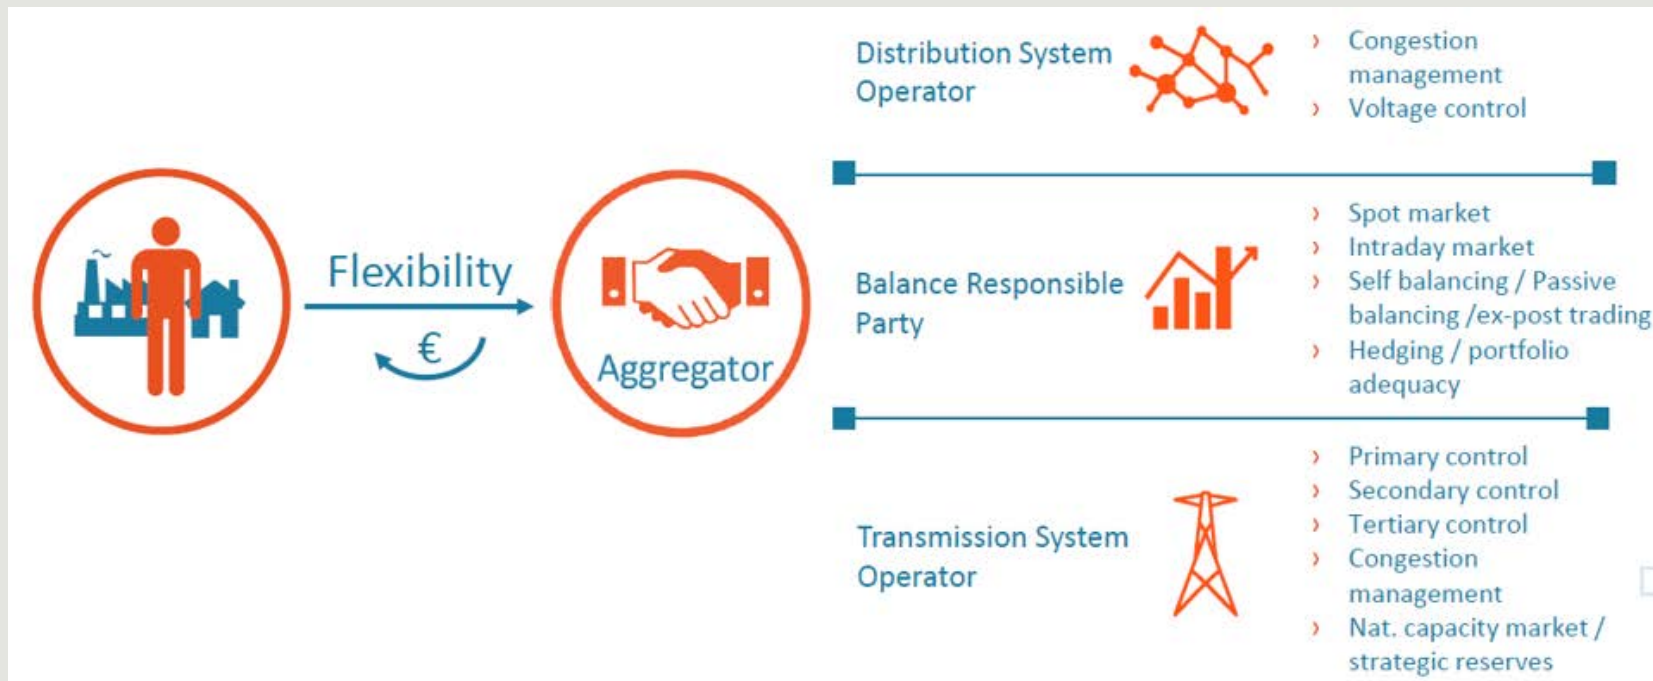 Flexibility
€
Aggregator
Distribution System
Operator
› Congestion
management
› Voltage control
Balance Responsible
Party
› Spot market
› Intraday market
› Self balancing / Passive
balancing /ex-post trading
› Hedging / portfolio
adequacy
Transmission System
Operator
› Primary control
› Secondary control
› Tertiary control
› Congestion
management
› Nat. capacity market /
strategic reserves